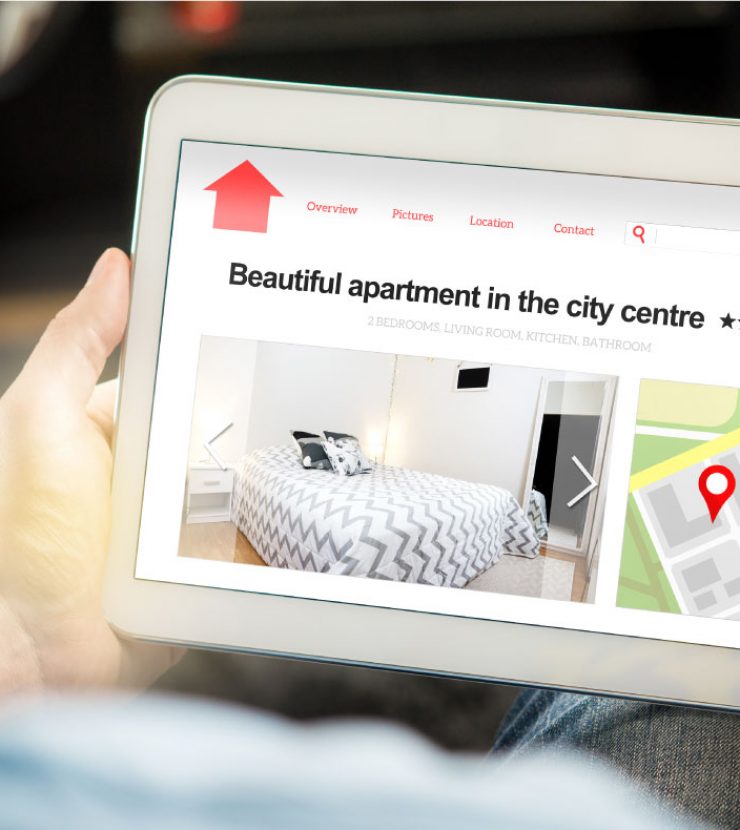 Overview Pictures Location Contact
Beautiful apartment in the city centre
2 BEDROOMS, LIVING ROOM, KITCHEN, BATHROOM